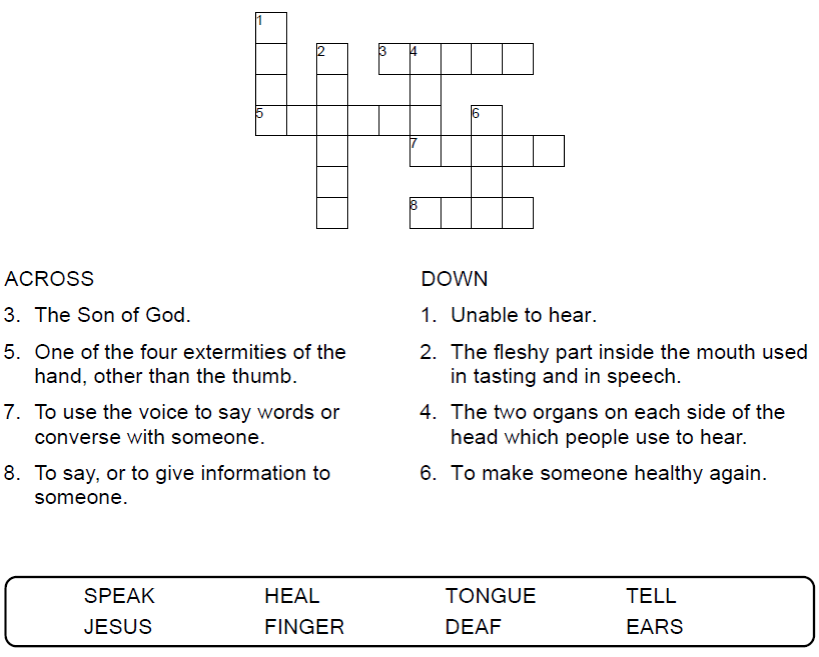 1
2 3 4
5 6
7
8
ACROSS
3. The Son of God.
5. One of the four extermities of the
hand, other than the thumb.
7. To use the voice to say words or
converse with someone.
8. To say, or to give information to
someone.
DOWN
1. Unable to hear.
2. The fleshy part inside the mouth used
in tasting and in speech.
4. The two organs on each side of the
head which people use to hear.
6. To make someone healthy again.
SPEAK HEAL TONGUE TELL
JESUS FINGER DEAF EARS